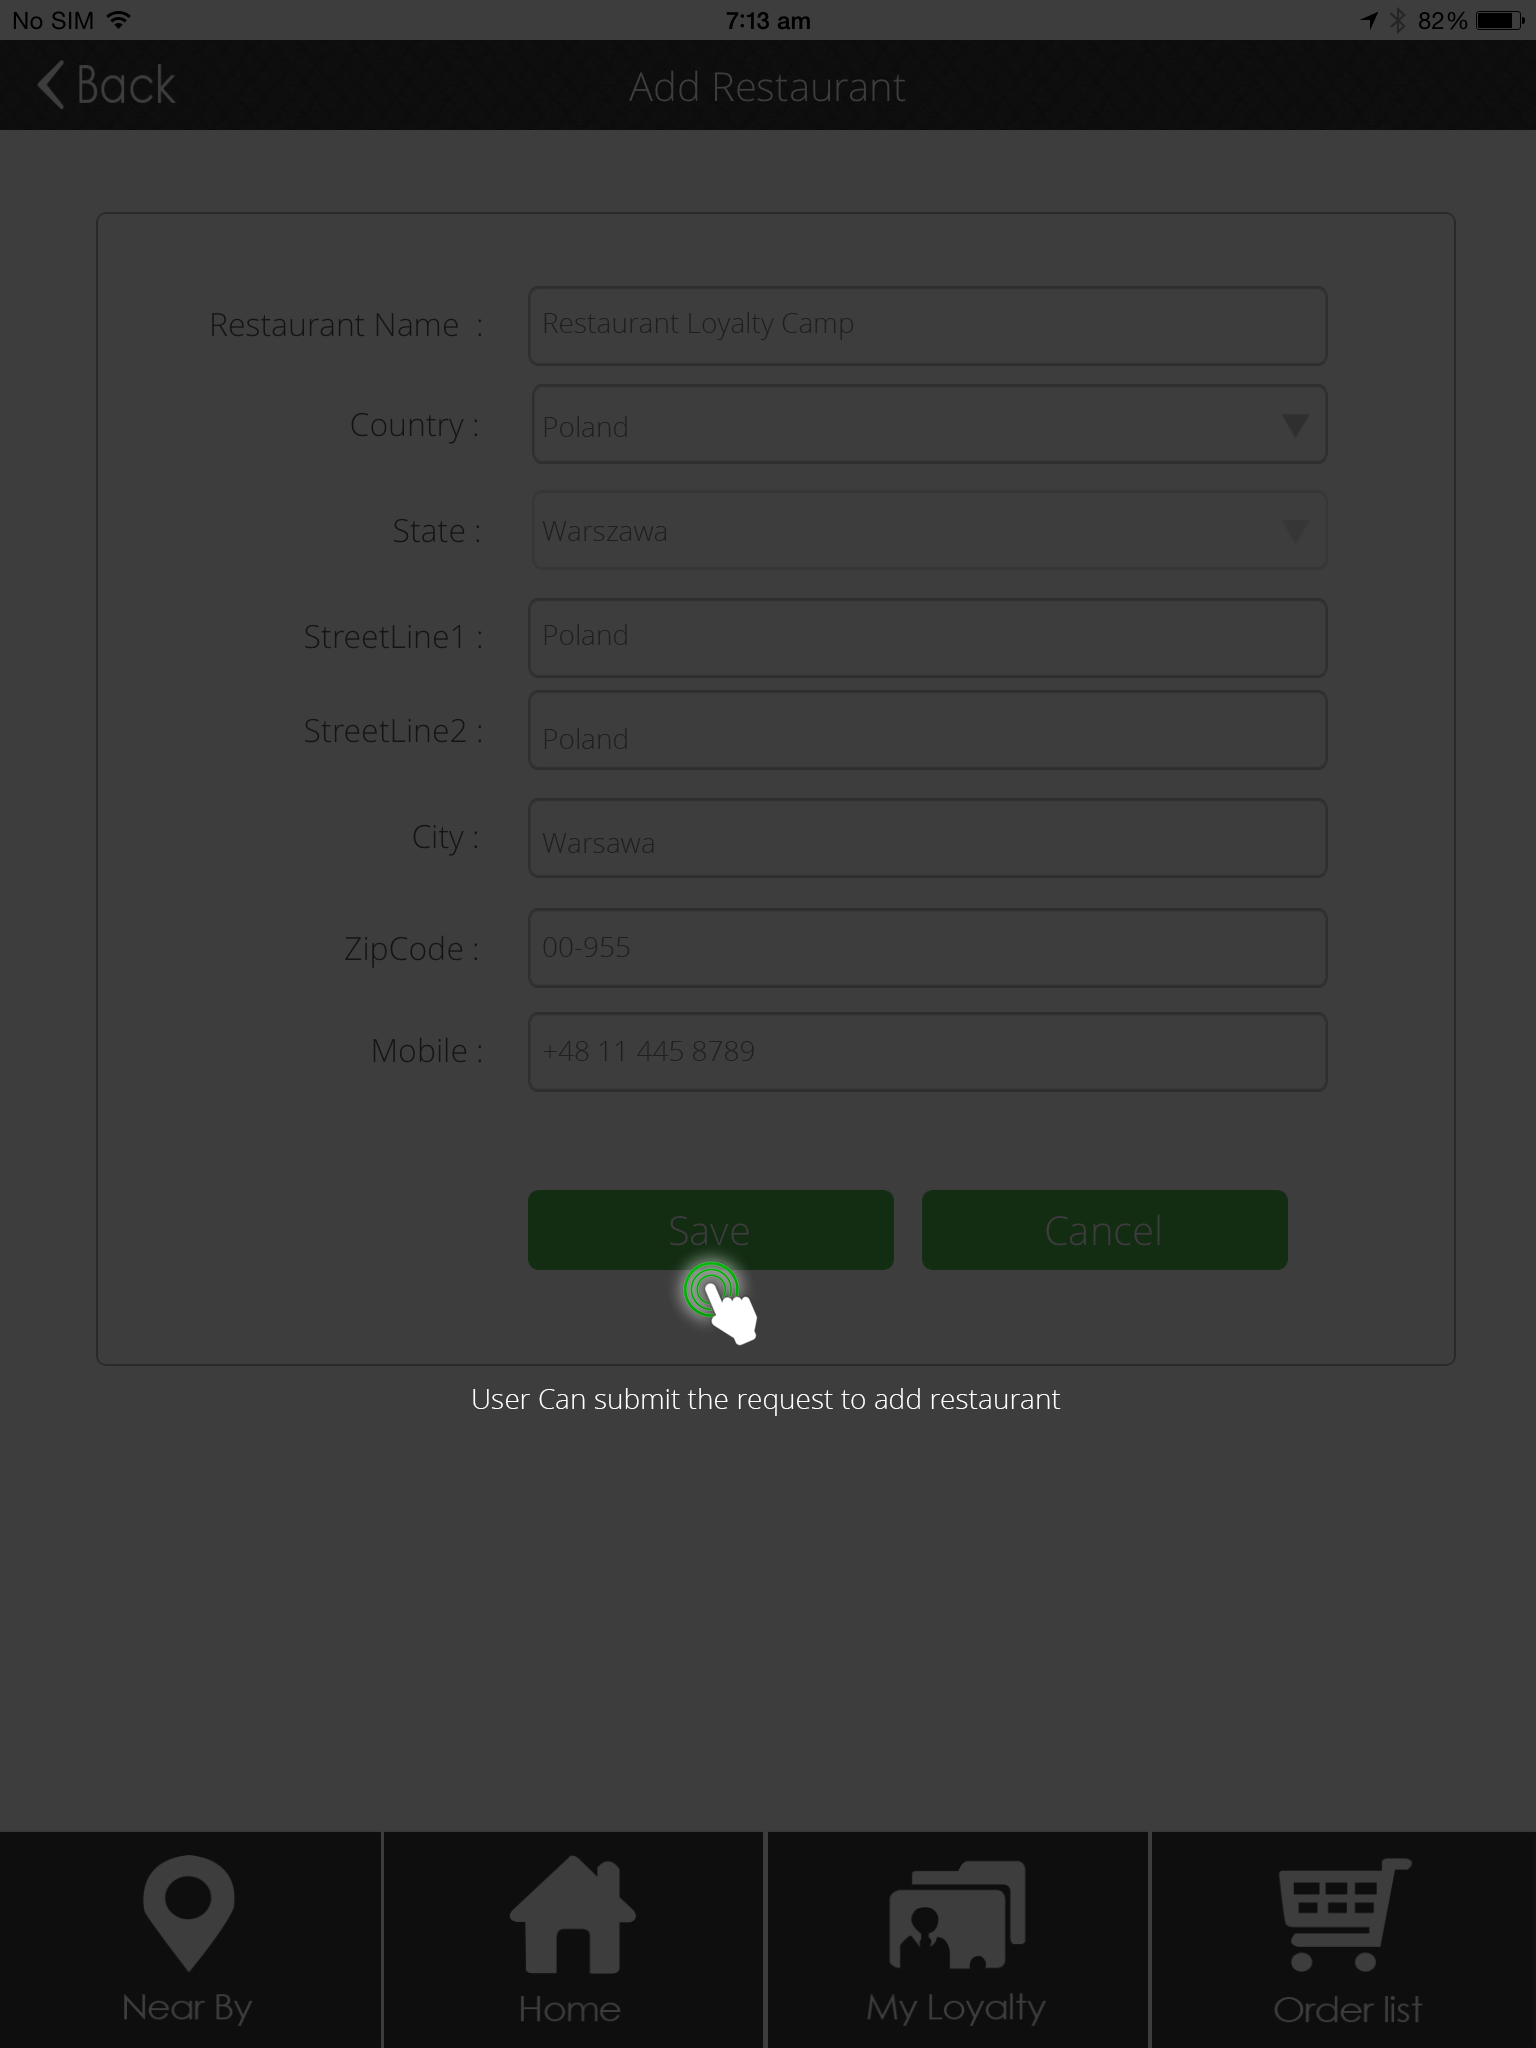 No SIM 7:13 am 82%
Back Add Restaurant
Restaurant Name : Restaurant Loyalty Camp
Country : Poland
State : Warszawa
StreetLine1 : Poland
StreetLine2 : Poland
City : Warsawa
ZipCode : 00-955
Mobile : +48 11 445 8789
Save Cancel
User Can submit the request to add restaurant
Near By Home My Loyalty Order list